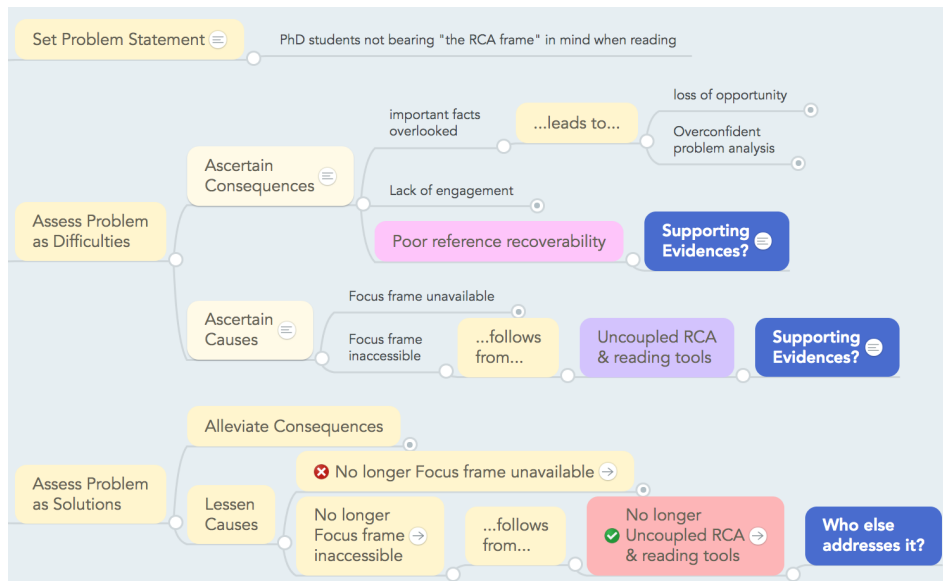 Set Problem Statement
PhD students not bearing "the RCA frame" in mind when reading
important facts
overlooked
...leads to...
loss of opportunity
Overconfident
problem analysis
Ascertain
Consequences
Lack of engagement
Assess Problem
as Difficulties
Poor reference recoverability
Supporting
Evidences?
Ascertain
Causes
Focus frame unavailable
Focus frame
inaccessible
...follows
from...
Uncoupled RCA
& reading tools
Supporting
Evidences?
Alleviate Consequences
Assess Problem
as Solutions
No longer Focus frame unavailable
Lessen
Causes
No longer
Focus frame
inaccessible
...follows
from...
No longer
Uncoupled RCA
& reading tools
Who else
addresses it?